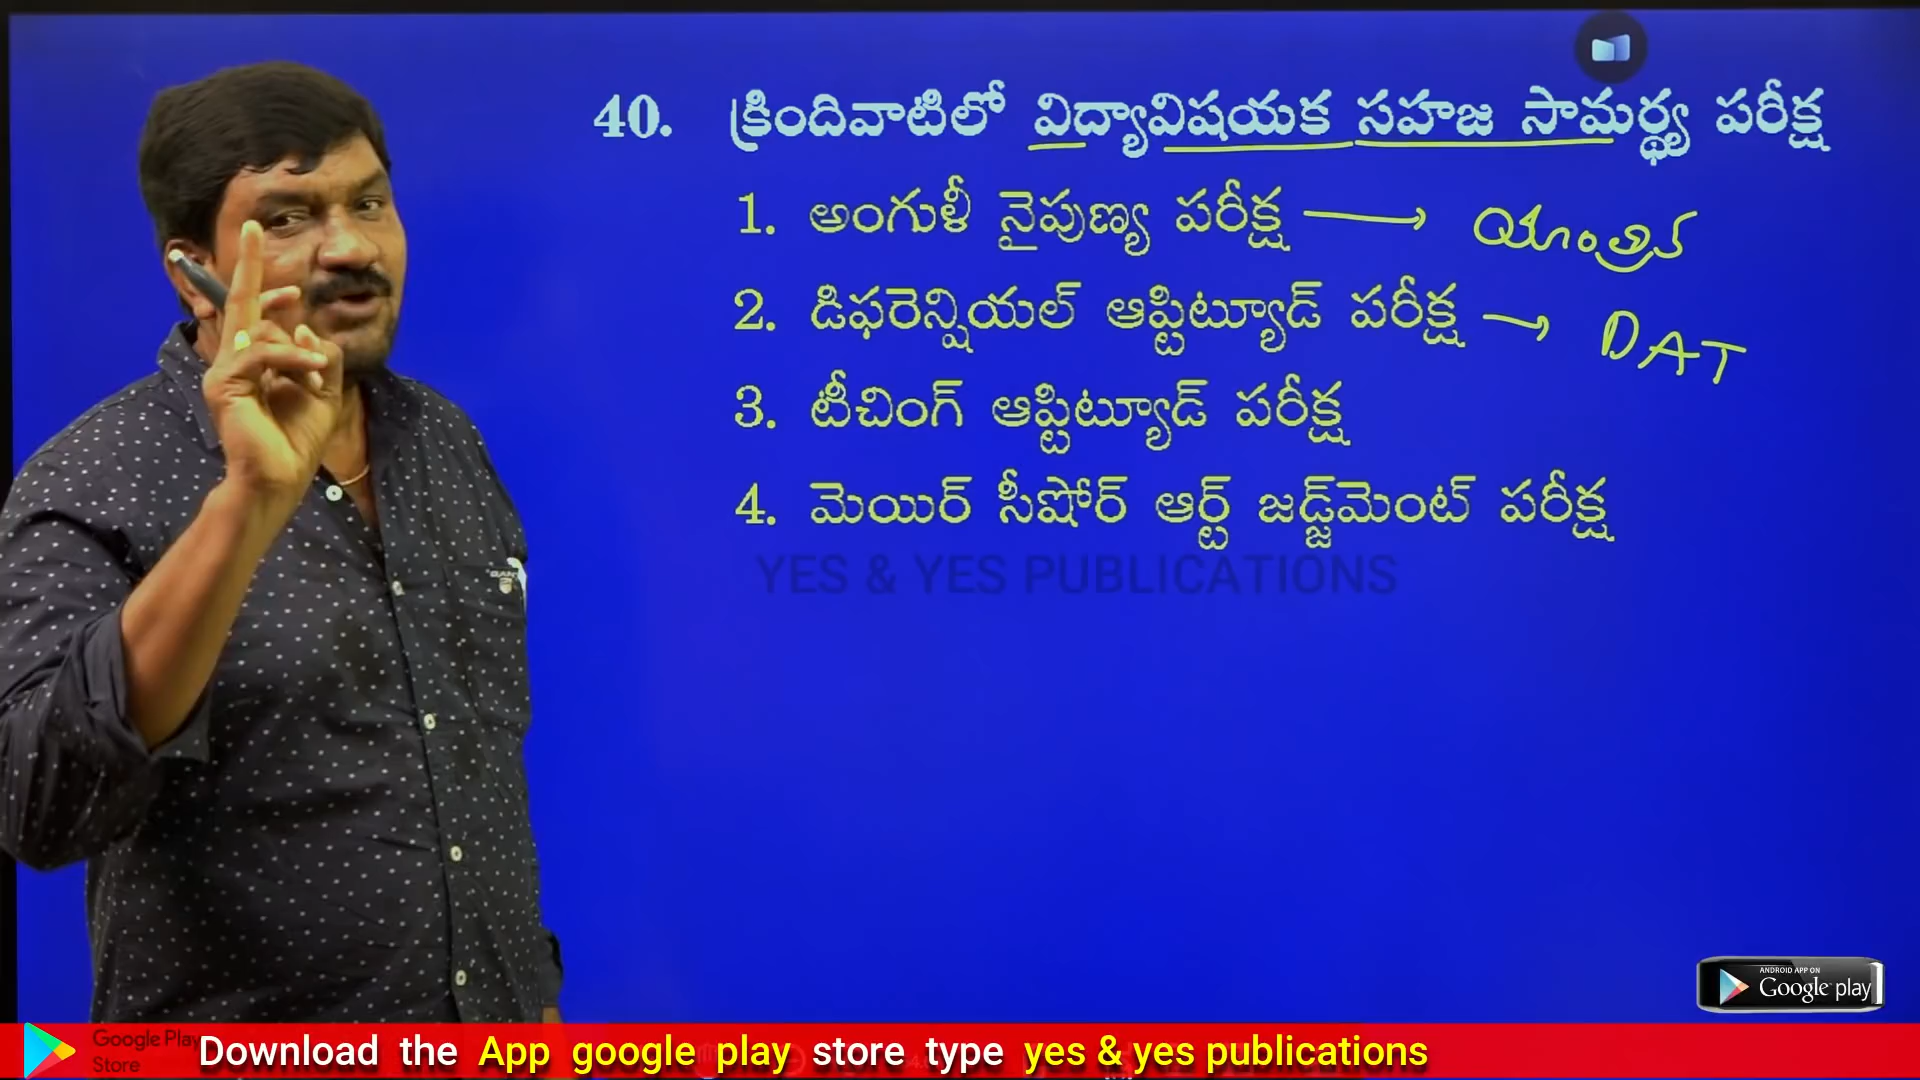 40. క్రిందివాటిలో విద్యావిషయక సహజ సామర్థ్య పరీక్ష
1. అంగుళీ నైపుణ్య పరీక్ష → యాంత్రిక
2. డిఫరెన్షియల్ ఆప్టిట్యూడ్ పరీక్ష → DAT
3. టీచింగ్ ఆప్టిట్యూడ్ పరీక్ష
4. మెయిర్ సీషోర్ ఆర్ట్ జడ్జ్‌మెంట్ పరీక్ష
YES & YES PUBLICATIONS
ANDROID APP ON
Google play
Google Play
Store
Download the App google play store type yes & yes publications